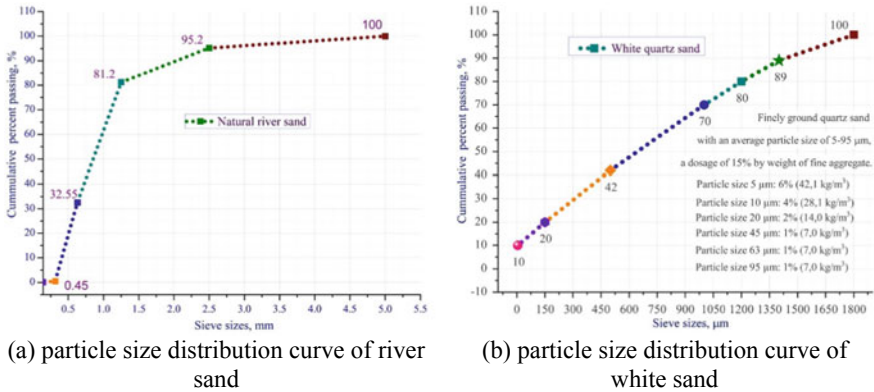 100
90
80
70
60
50
40
30
20
10
0
Cummulative percent passing, %
0.45
32.55
81.2
95.2
100
Natural river sand
0.5 1.0 1.5 2.0 2.5 3.0 3.5 4.0 4.5 5.0 5.5
Sieve sizes, mm
(a) particle size distribution curve of river
sand
110
100
90
80
70
60
50
40
30
20
10
0
-10
Cummulative percent passing, %
White quartz sand
10
20
42
70
80
89
100
Finely ground quartz sand
with an average particle size of 5-95 μm,
a dosage of 15% by weight of fine aggregate.
Particle size 5 μm: 6% (42,1 kg/m³)
Particle size 10 μm: 4% (28,1 kg/m³)
Particle size 20 μm: 2% (14,0 kg/m³)
Particle size 45 μm: 1% (7,0 kg/m³)
Particle size 63 μm: 1% (7,0 kg/m³)
Particle size 95 μm: 1% (7,0 kg/m³)
0 150 300 450 600 750 900 1050 1200 1350 1500 1650 1800
Sieve sizes, μm
(b) particle size distribution curve of
white sand